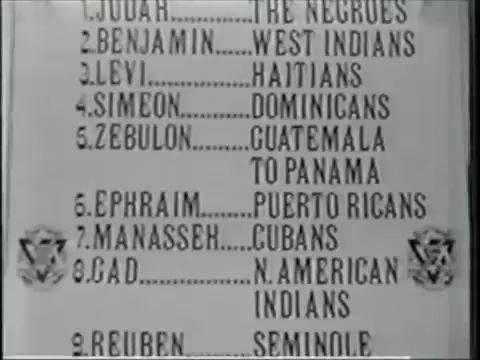 1.JUDAH.............THE NEGROES
2.BENJAMIN......WEST INDIANS
3.LEVI.............HAITIANS
4.SIMEON..........DOMINICANS
5.ZEBULON.........GUATEMALA
TO PANAMA
6.EPHRAIM........PUERTO RICANS
7.MANASSEH.....CUBANS
8.GAD................N.AMERICAN
INDIANS
9.REUBEN........SEMINOLE